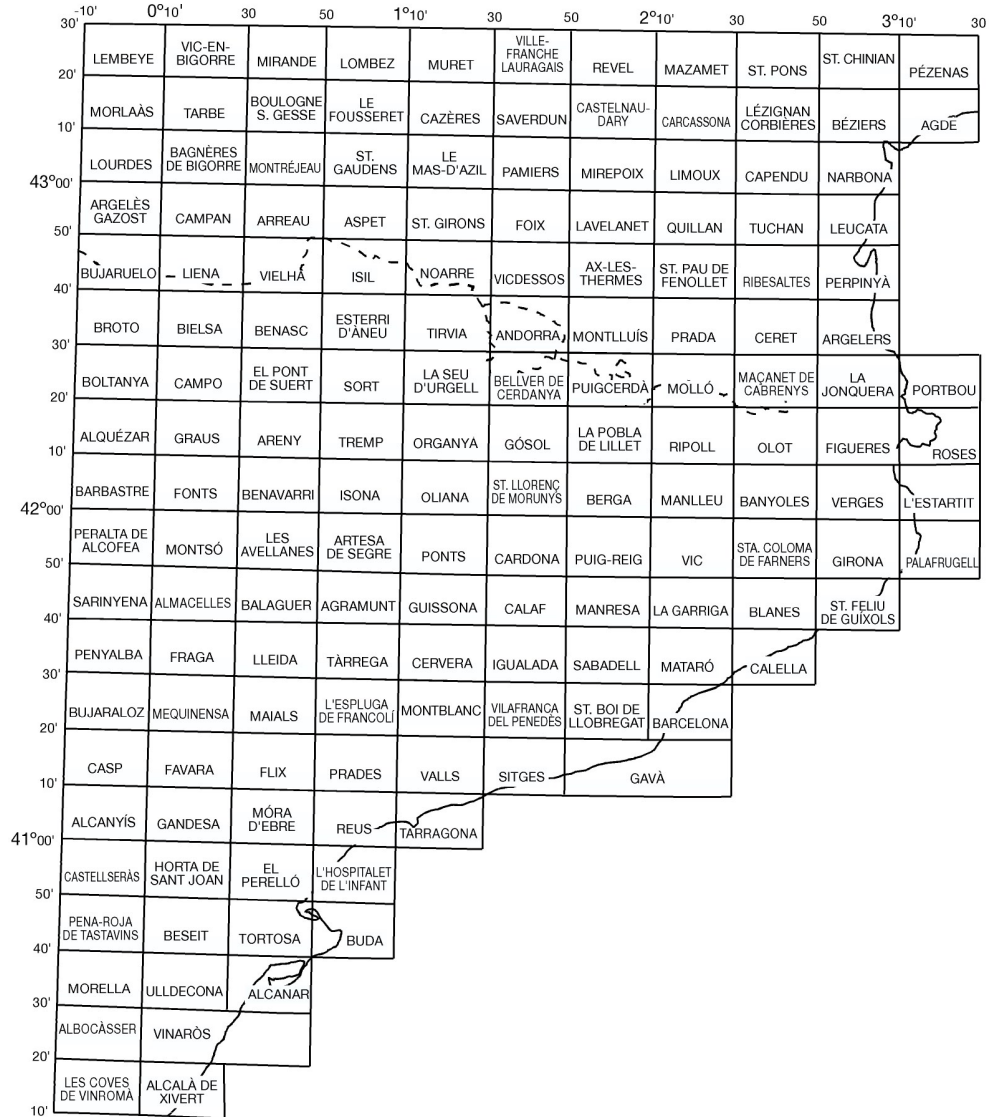 -10' 0°10' 30 50 1°10' 30 50 2°10' 30 50 3°10' 30
30'
LEMBEYE
VIC-EN-
BIGORRE
MIRANDE
LOMBEZ
MURET
VILLE-
FRANCHE
LAURAGAIS
REVEL
MAZAMET
ST. PONS
ST. CHINIAN
PÉZENAS
20'
MORLAÀS
TARBE
BOULOGNE
S. GESSE
LE
FOUSSERET
CAZÈRES
SAVERDUN
CASTELNAU-
DARY
CARCASSONA
LÉZIGNAN
CORBIÈRES
BÉZIERS
AGDE
10'
LOURDES
BAGNÈRES
DE BIGORRE
MONTRÉJEAU
ST.
GAUDENS
LE
MAS-D'AZIL
PAMIERS
MIREPOIX
LIMOUX
CAPENDU
NARBONA
43°00'
ARGELÈS
GAZOST
CAMPAN
ARREAU
ASPET
ST. GIRONS
FOIX
LAVELANET
QUILLAN
TUCHAN
LEUCATA
50'
BUJARUELO
LIENA
VIELHA
ISIL
NOARRE
VICDESSOS
AX-LES-
THERMES
ST. PAU DE
FENOLLET
RIBESALTES
PERPINYÀ
40'
BROTO
BIELSA
BENASC
ESTERRI
D'ÀNEU
TIRVIA
ANDORRA
MONTLLUÍS
PRADA
CERET
ARGELERS
30'
BOLTANYA
CAMPO
EL PONT
DE SUERT
SORT
LA SEU
D'URGELL
BELLVER DE
CERDANYA
PUIGCERDÀ
MOLLÓ
MAÇANET DE
CABRENYS
LA
JONQUERA
PORTBOU
20'
ALQUÉZAR
GRAUS
ARENY
TREMP
ORGANYA
GÓSOL
LA POBLA
DE LILLET
RIPOLL
OLOT
FIGUERES
ROSES
10'
BARBASTRE
FONTS
BENAVARRI
ISONA
OLIANA
ST. LLORENÇ
DE MORUNYS
BERGA
MANLLEU
BANYOLES
VERGES
L'ESTARTIT
42°00'
PERALTA DE
ALCOFEA
MONTSÓ
LES
AVELLANES
ARTESA
DE SEGRE
PONTS
CARDONA
PUIG-REIG
VIC
STA. COLOMA
DE FARNERS
GIRONA
PALAFRUGELL
50'
SARINYENA
ALMACELLES
BALAGUER
AGRAMUNT
GUISSONA
CALAF
MANRESA
LA GARRIGA
BLANES
ST. FELIU
DE GUÍXOLS
40'
PENYALBA
FRAGA
LLEIDA
TÀRREGA
CERVERA
IGUALADA
SABADELL
MATARÓ
CALELLA
30'
BUJARALOZ
MEQUINENSA
MAIALS
L'ESPLUGA
DE FRANCOLÍ
MONTBLANC
VILAFRANCA
DEL PENEDÈS
ST. BOI DE
LLOBREGAT
BARCELONA
20'
CASP
FAVARA
FLIX
PRADES
VALLS
SITGES
GAVÀ
10'
ALCANYÍS
GANDESA
MÓRA
D'EBRE
REUS
TARRAGONA
41°00'
CASTELLSERÀS
HORTA DE
SANT JOAN
EL
PERELLÓ
L'HOSPITALET
DE L'INFANT
50'
PENA-ROJA
DE TASTAVINS
BESEIT
TORTOSA
BUDA
40'
MORELLA
ULLDECONA
ALCANAR
30'
ALBOCÀSSER
VINARÒS
20'
LES COVES
DE VINROMÀ
ALCALÀ DE
XIVERT
10'